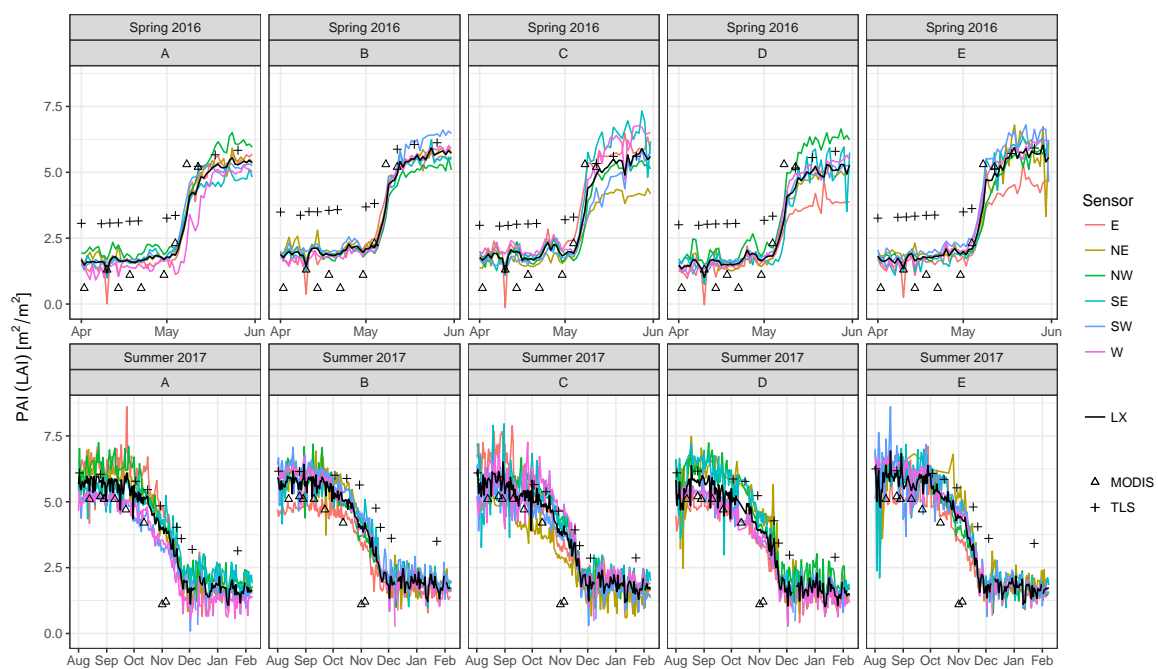 Spring 2016 Spring 2016 Spring 2016 Spring 2016 Spring 2016
A B C D E
7.5
5.0
2.5
0.0
Apr May Jun Apr May Jun Apr May Jun Apr May Jun Apr May Jun
PAI (LAI) [m²/m²]
Summer 2017 Summer 2017 Summer 2017 Summer 2017 Summer 2017
A B C D E
7.5
5.0
2.5
0.0
Aug Sep Oct Nov Dec Jan Feb Aug Sep Oct Nov Dec Jan Feb Aug Sep Oct Nov Dec Jan Feb Aug Sep Oct Nov Dec Jan Feb Aug Sep Oct Nov Dec Jan Feb
Sensor
E
NE
NW
SE
SW
W
LX
MODIS
TLS